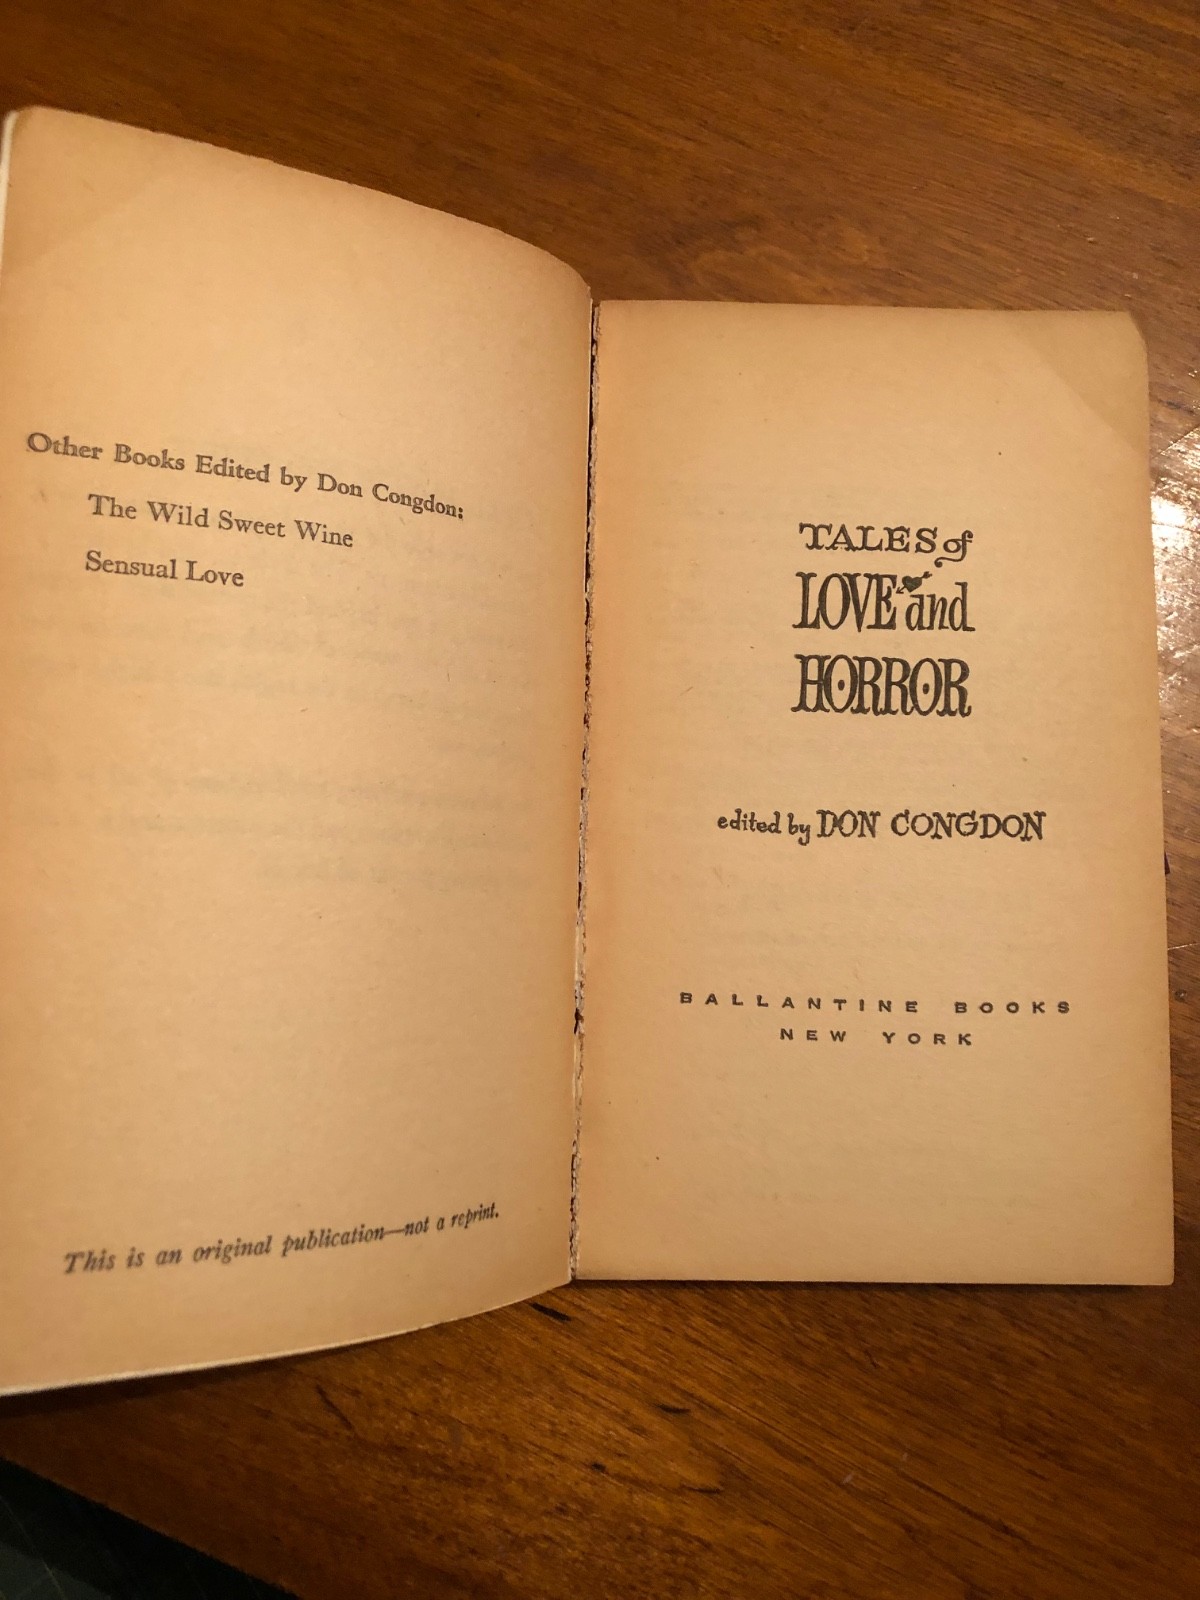 Other Books Edited by Don Congdon:
The Wild Sweet Wine
Sensual Love
This is an original publication—not a reprint.
TALES of
LOVE and
HORROR
edited by DON CONGDON
BALLANTINE BOOKS
NEW YORK